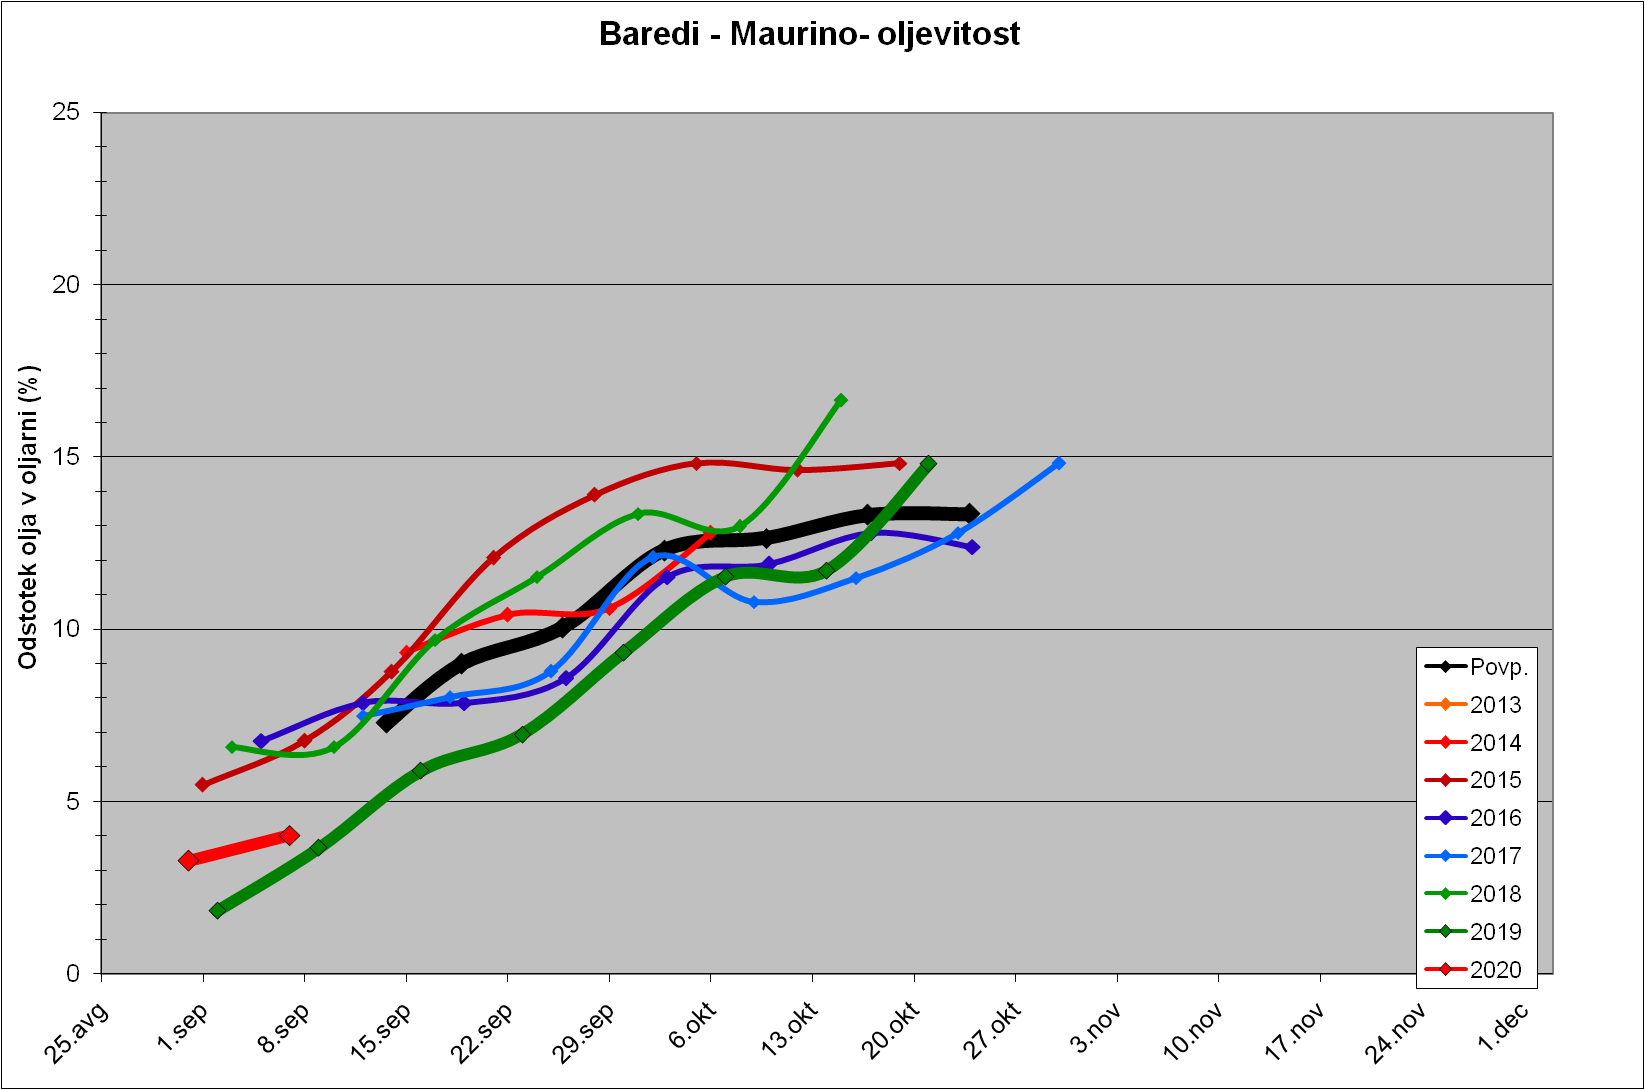 Baredi - Maurino- oljevitost
Odstotek olja v oljarni (%)
25
20
15
10
5
0
25.avg
1.sep
8.sep
15.sep
22.sep
29.sep
6.okt
13.okt
20.okt
27.okt
3.nov
10.nov
17.nov
24.nov
1.dec
Povp.
2013
2014
2015
2016
2017
2018
2019
2020